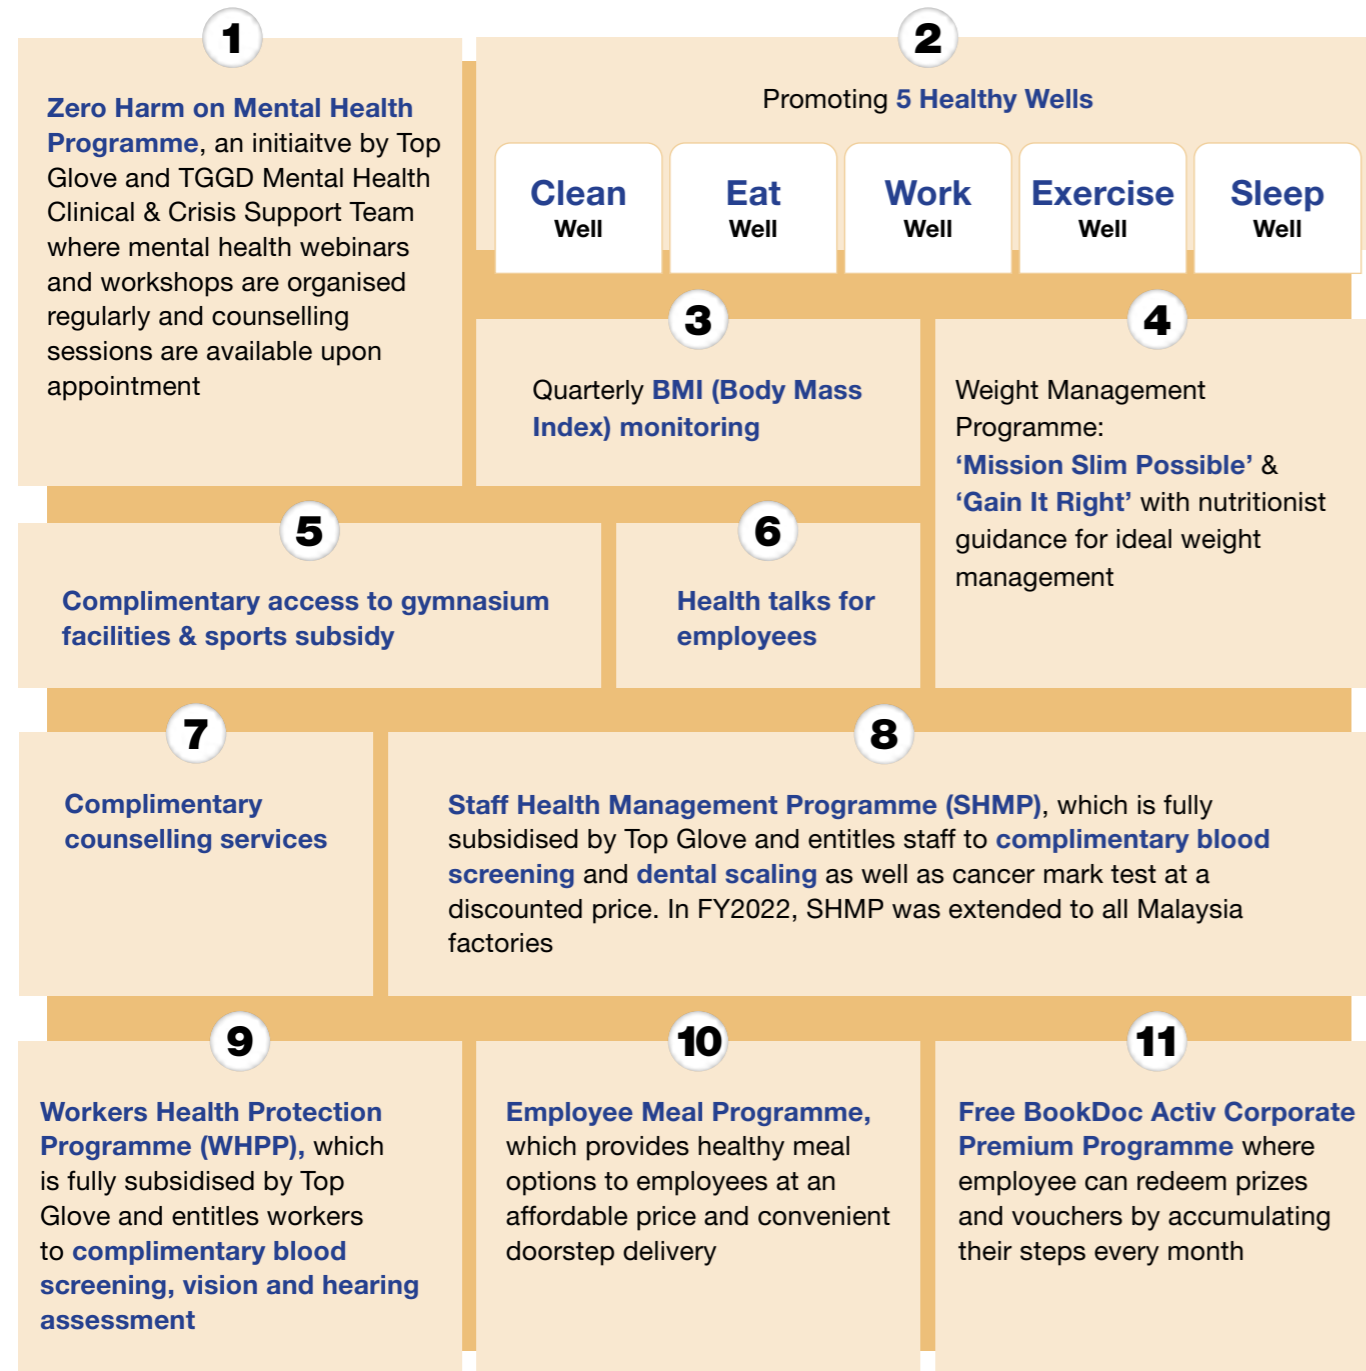 1
Zero Harm on Mental Health
Programme, an initiaitve by Top
Glove and TGGD Mental Health
Clinical & Crisis Support Team
where mental health webinars
and workshops are organised
regularly and counselling
sessions are available upon
appointment
2
Promoting 5 Healthy Wells
Clean
Well
Eat
Well
Work
Well
Exercise
Well
Sleep
Well
3
Quarterly BMI (Body Mass
Index) monitoring
4
Weight Management
Programme:
‘Mission Slim Possible’ &
‘Gain It Right’ with nutritionist
guidance for ideal weight
management
5
Complimentary access to gymnasium
facilities & sports subsidy
6
Health talks for
employees
7
Complimentary
counselling services
8
Staff Health Management Programme (SHMP), which is fully
subsidised by Top Glove and entitles staff to complimentary blood
screening and dental scaling as well as cancer mark test at a
discounted price. In FY2022, SHMP was extended to all Malaysia
factories
9
Workers Health Protection
Programme (WHPP), which
is fully subsidised by Top
Glove and entitles workers
to complimentary blood
screening, vision and hearing
assessment
10
Employee Meal Programme,
which provides healthy meal
options to employees at an
affordable price and convenient
doorstep delivery
11
Free BookDoc Activ Corporate
Premium Programme where
employee can redeem prizes
and vouchers by accumulating
their steps every month